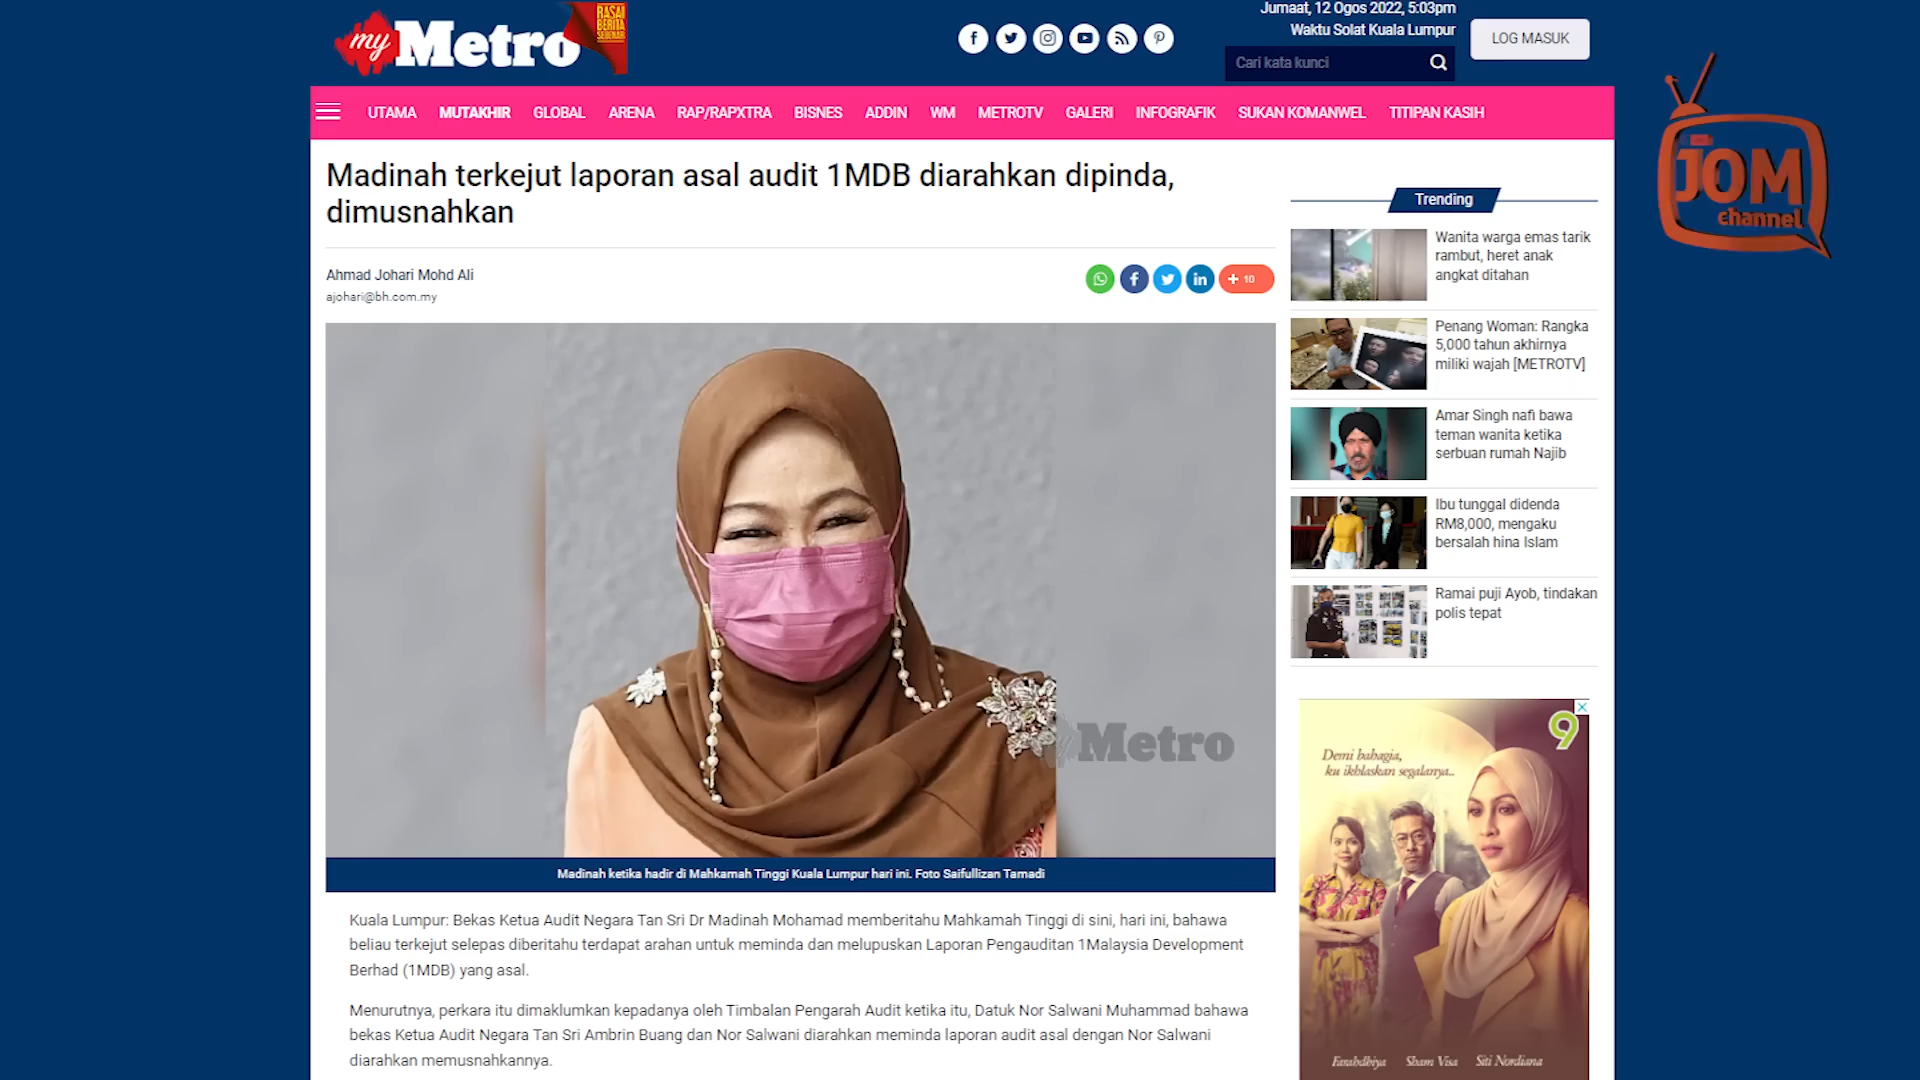 my Metro
RASAI
BERITA
SEBENAR
Jumaat, 12 Ogos 2022, 5:03pm
Waktu Solat Kuala Lumpur
Cari kata kunci
LOG MASUK
UTAMA MUTAKHIR GLOBAL ARENA RAP/RAPXTRA BISNES ADDIN WM METROTV GALERI INFOGRAFIK SUKAN KOMANWEL TITIPAN KASIH
JOM
channel
Madinah terkejut laporan asal audit 1MDB diarahkan dipinda,
dimusnahkan
Ahmad Johari Mohd Ali
ajohari@bh.com.my
+ 10
Metro
Madinah ketika hadir di Mahkamah Tinggi Kuala Lumpur hari ini. Foto Saifullizan Tamadi
Kuala Lumpur: Bekas Ketua Audit Negara Tan Sri Dr Madinah Mohamad memberitahu Mahkamah Tinggi di sini, hari ini, bahawa
beliau terkejut selepas diberitahu terdapat arahan untuk meminda dan melupuskan Laporan Pengauditan 1Malaysia Development
Berhad (1MDB) yang asal.
Menurutnya, perkara itu dimaklumkan kepadanya oleh Timbalan Pengarah Audit ketika itu, Datuk Nor Salwani Muhammad bahawa
bekas Ketua Audit Negara Tan Sri Ambrin Buang dan Nor Salwani diarahkan meminda laporan audit asal dengan Nor Salwani
diarahkan memusnahkannya.
Trending
Wanita warga emas tarik
rambut, heret anak
angkat ditahan
Penang Woman: Rangka
5,000 tahun akhirnya
miliki wajah [METROTV]
Amar Singh nafi bawa
teman wanita ketika
serbuan rumah Najib
Ibu tunggal didenda
RM8,000, mengaku
bersalah hina Islam
Ramai puji Ayob, tindakan
polis tepat
9
Demi bahagia,
ku ikhlaskan segalanya..
Farahdhiya Sham Visa Siti Nordiana